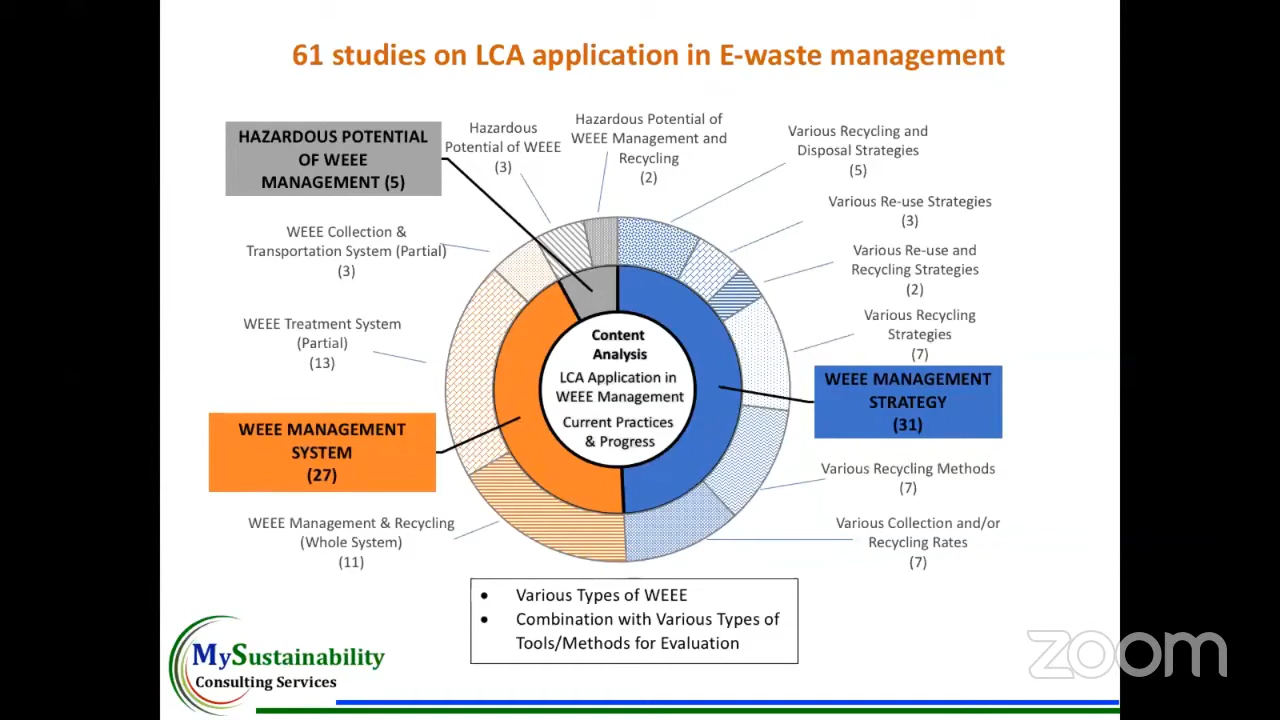 61 studies on LCA application in E-waste management
HAZARDOUS POTENTIAL
OF WEEE
MANAGEMENT (5)
Hazardous
Potential of WEEE
(3)
Hazardous Potential of
WEEE Management and
Recycling
(2)
Various Recycling and
Disposal Strategies
(5)
Various Re-use Strategies
(3)
Various Re-use and
Recycling Strategies
(2)
Various Recycling
Strategies
(7)
WEEE MANAGEMENT
STRATEGY
(31)
Various Recycling Methods
(7)
Various Collection and/or
Recycling Rates
(7)
WEEE Collection &
Transportation System (Partial)
(3)
WEEE Treatment System
(Partial)
(13)
WEEE MANAGEMENT
SYSTEM
(27)
WEEE Management & Recycling
(Whole System)
(11)
Content
Analysis
LCA Application in
WEEE Management
Current Practices
& Progress
• Various Types of WEEE
• Combination with Various Types of
Tools/Methods for Evaluation
MySustainability
Consulting Services
zoom